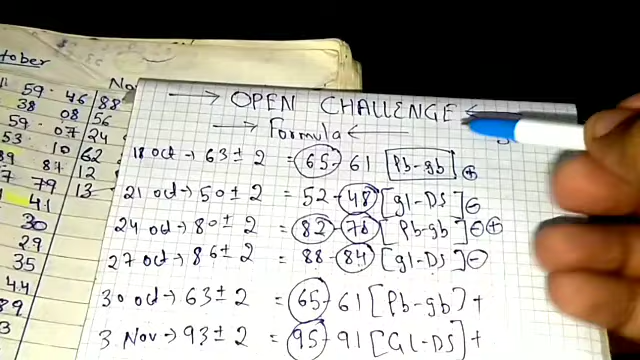 tober
No
59. 46 88
38 08 56
59. 07 24
53. 10 62
87 12
79 13
41
30
29
35
44
→ OPEN CHALLENGE ←
→ Formula ←
18 oct → 63 ± 2 = 65 - 61 [Pb-gb] ⊕
21 oct → 50 ± 2 = 52 - 48 [gl-DS] ⊖
24 oct → 80 ± 2 = 82 - 78 [Pb-gb] ⊖⊕
27 oct → 86 ± 2 = 88 - 84 [gl-DS] ⊖
30 oct → 63 ± 2 = 65 - 61 [Pb-gb] +
3. Nov → 93 ± 2 = 95 - 91 [GL-DS] +